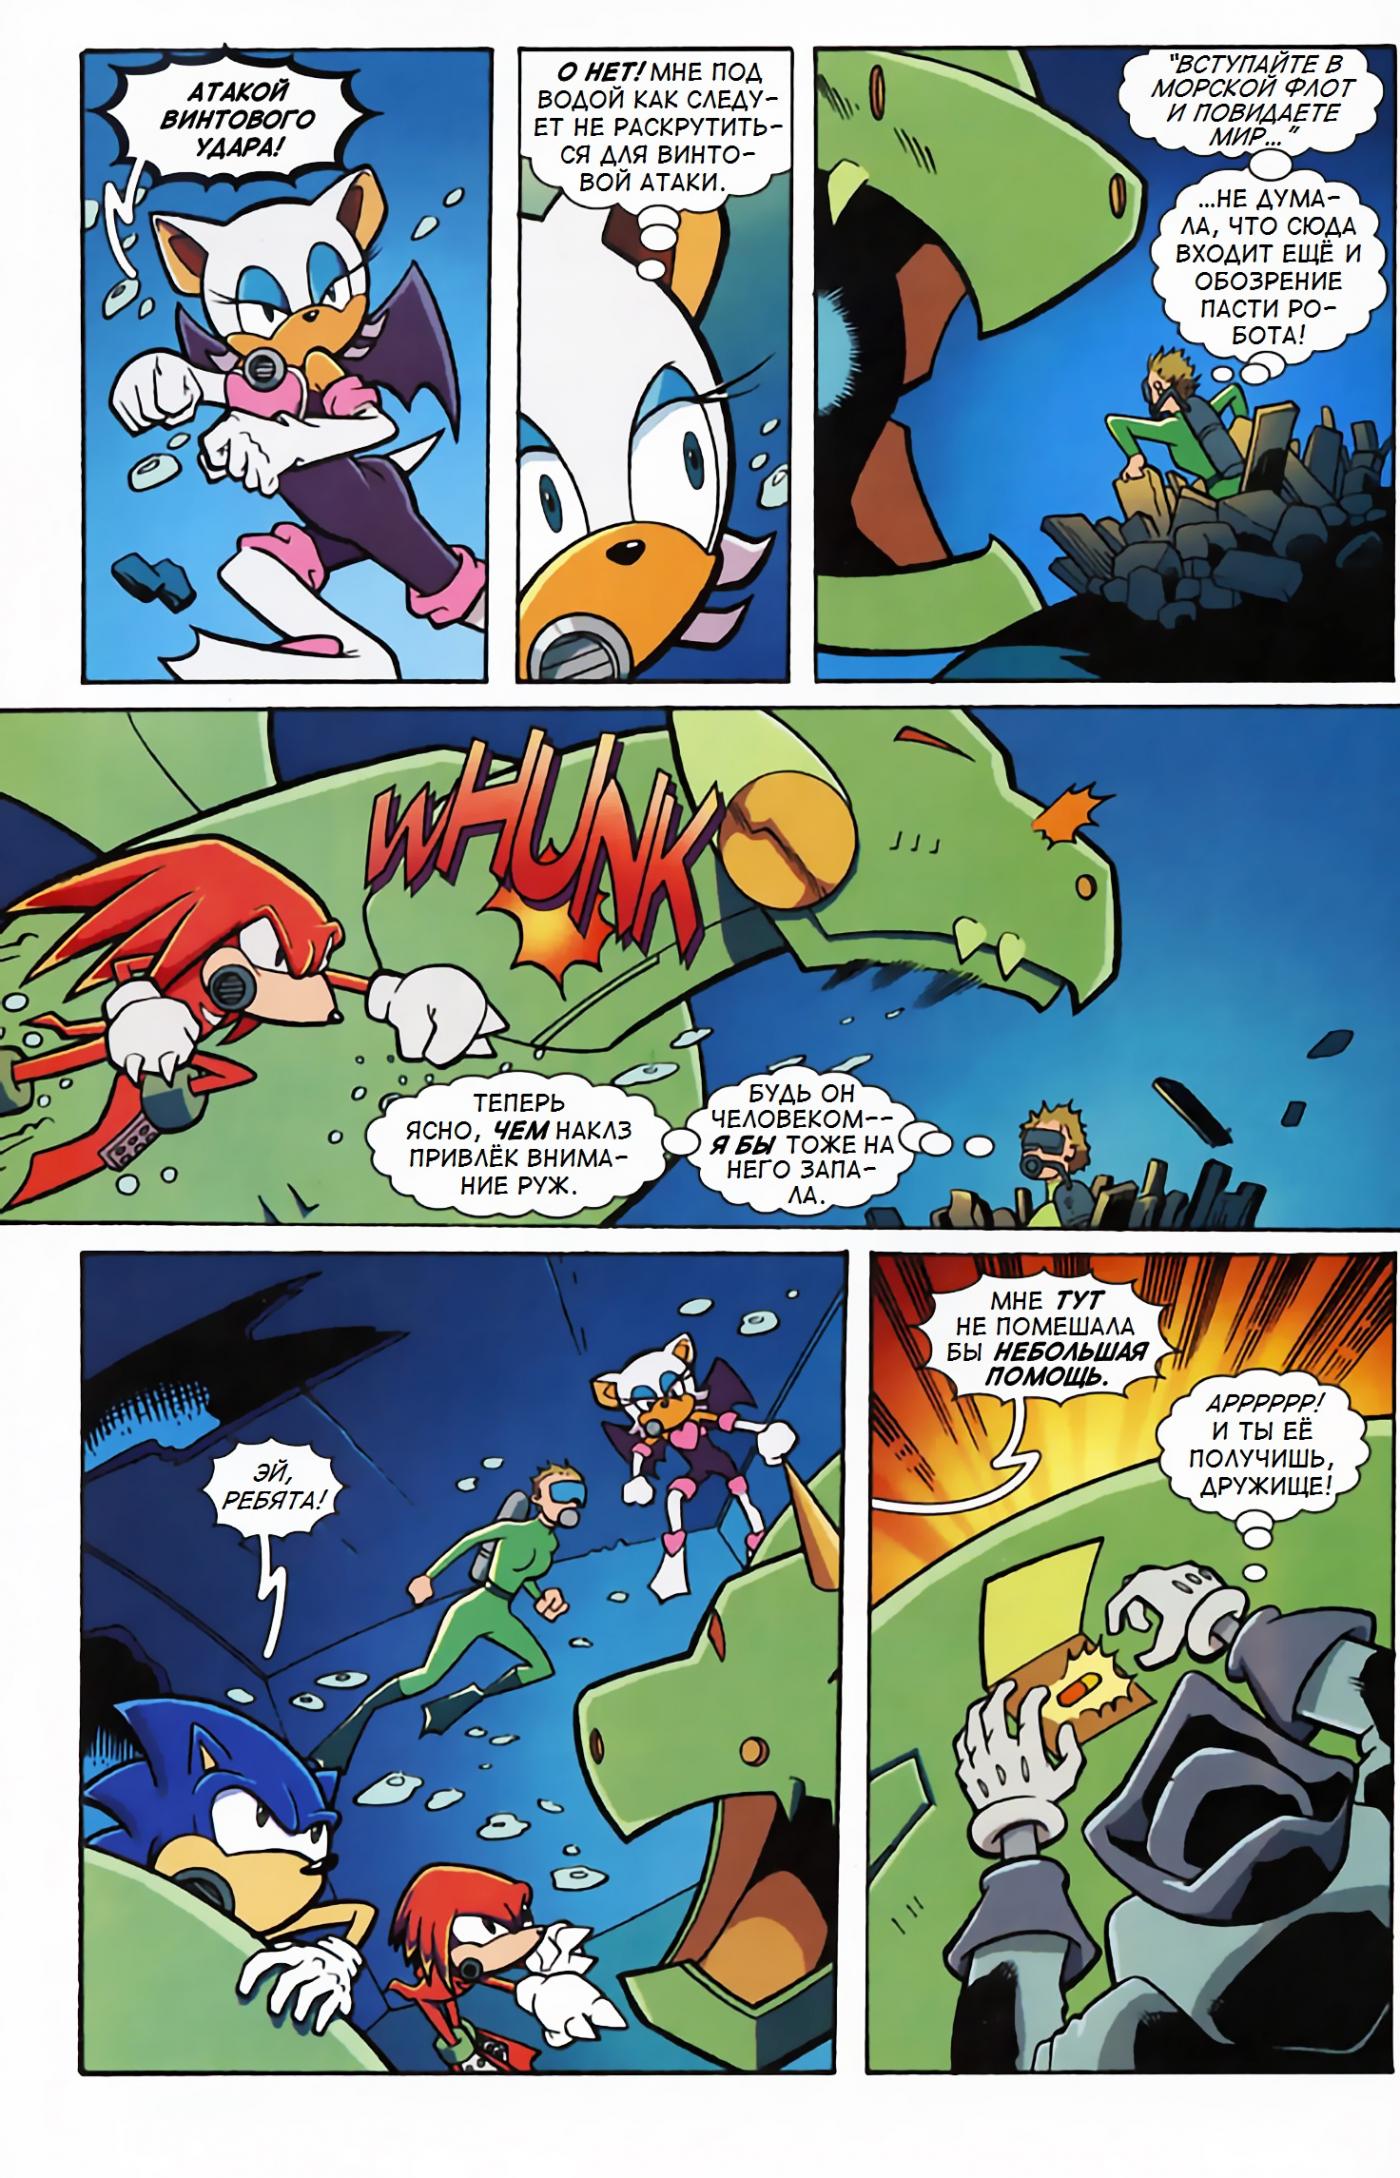 АТАКОЙ
ВИНТОВОГО
УДАРА!
О НЕТ! МНЕ ПОД
ВОДОЙ КАК СЛЕДУ-
ЕТ НЕ РАСКРУТИТЬ-
СЯ ДЛЯ ВИНТО-
ВОЙ АТАКИ.
"ВСТУПАЙТЕ В
МОРСКОЙ ФЛОТ
И ПОВИДАЕТЕ
МИР..."
...НЕ ДУМА-
ЛА, ЧТО СЮДА
ВХОДИТ ЕЩЁ И
ОБОЗРЕНИЕ
ПАСТИ РО-
БОТА!
WHUNK
ТЕПЕРЬ
ЯСНО, ЧЕМ НАКЛЗ
ПРИВЛЁК ВНИМА-
НИЕ РУЖ.
БУДЬ ОН
ЧЕЛОВЕКОМ--
Я БЫ ТОЖЕ НА
НЕГО ЗАПА-
ЛА.
ЭЙ,
РЕБЯТА!
МНЕ ТУТ
НЕ ПОМЕШАЛА
БЫ НЕБОЛЬШАЯ
ПОМОЩЬ.
АРРРРРР!
И ТЫ ЕЁ
ПОЛУЧИШЬ,
ДРУЖИЩЕ!